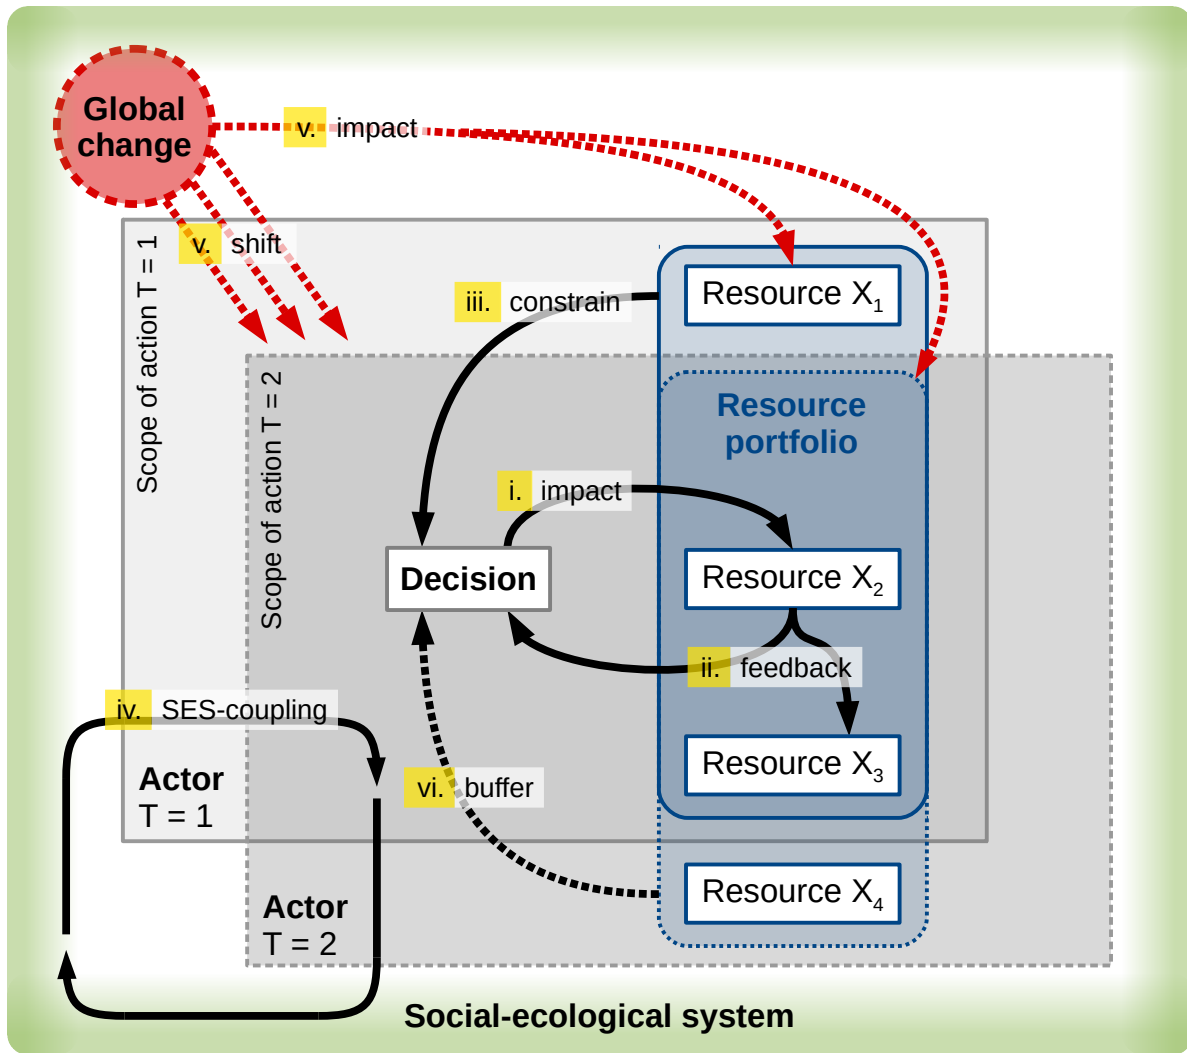 Global
change
v. impact
v. shift
Scope of action T = 1
iii. constrain
Resource X₁
Scope of action T = 2
Resource
portfolio
i. impact
Decision
Resource X₂
ii. feedback
iv. SES-coupling
Resource X₃
Actor
T = 1
vi. buffer
Resource X₄
Actor
T = 2
Social-ecological system